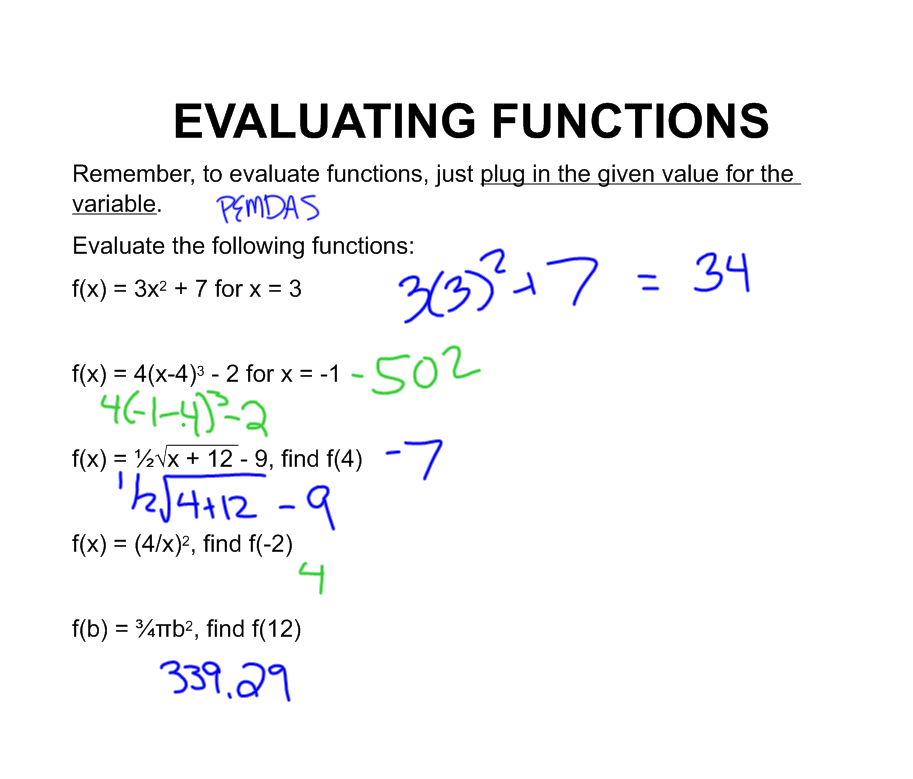 EVALUATING FUNCTIONS
Remember, to evaluate functions, just plug in the given value for the
variable.
PEMDAS
Evaluate the following functions:
f(x) = 3x² + 7 for x = 3
3(3)² + 7 = 34
f(x) = 4(x-4)³ - 2 for x = -1
-502
4(-1-4)³-2
f(x) = ½√x + 12 - 9, find f(4)
-7
1/2√4+12 - 9
f(x) = (4/x)², find f(-2)
4
f(b) = ¾πb², find f(12)
339.29